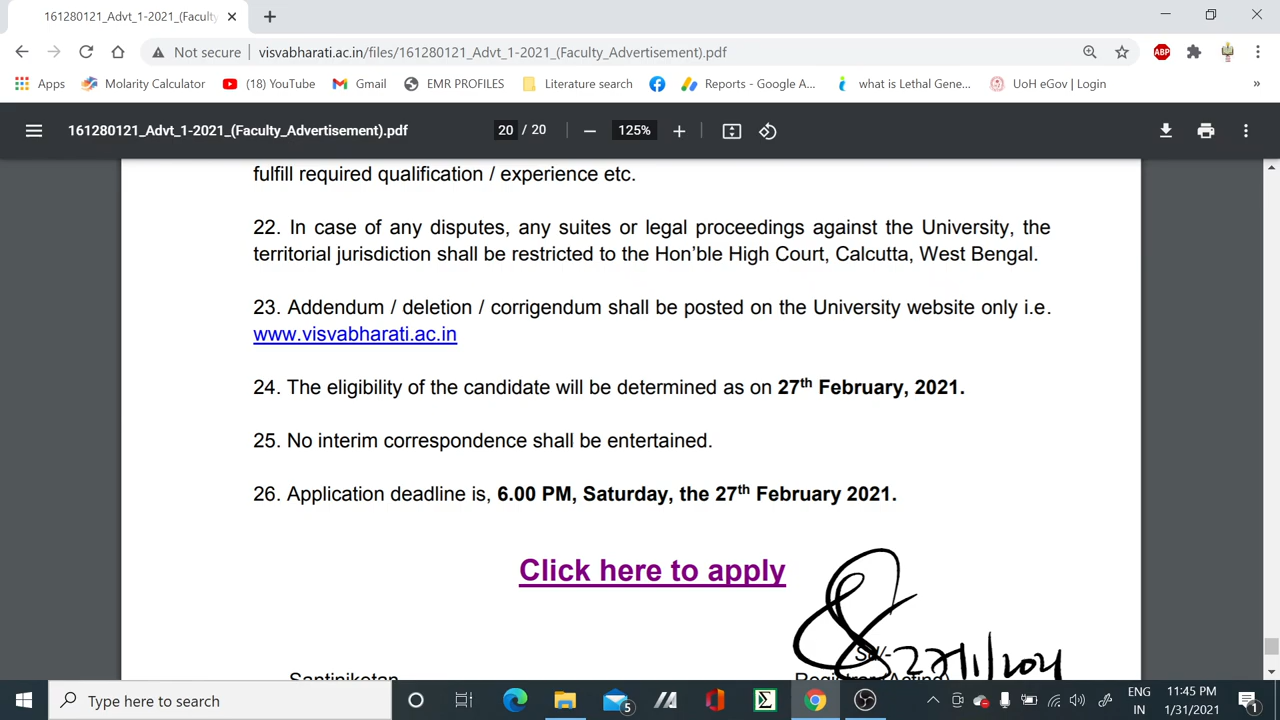 161280121_Advt_1-2021_(Faculty
Not secure
visvabharati.ac.in/files/161280121_Advt_1-2021_(Faculty_Advertisement).pdf
ABP
Apps
Molarity Calculator
(18) YouTube
Gmail
EMR PROFILES
Literature search
Reports - Google A...
what is Lethal Gene...
UoH eGov | Login
»
161280121_Advt_1-2021_(Faculty_Advertisement).pdf
20 / 20
125%
fulfill required qualification / experience etc.
22. In case of any disputes, any suites or legal proceedings against the University, the
territorial jurisdiction shall be restricted to the Hon’ble High Court, Calcutta, West Bengal.
23. Addendum / deletion / corrigendum shall be posted on the University website only i.e.
www.visvabharati.ac.in
24. The eligibility of the candidate will be determined as on 27th February, 2021.
25. No interim correspondence shall be entertained.
26. Application deadline is, 6.00 PM, Saturday, the 27th February 2021.
Click here to apply
Sd/-
Santiniketan
Registrar (Acting)
Type here to search
5
ENG
IN
11:45 PM
1/31/2021
1